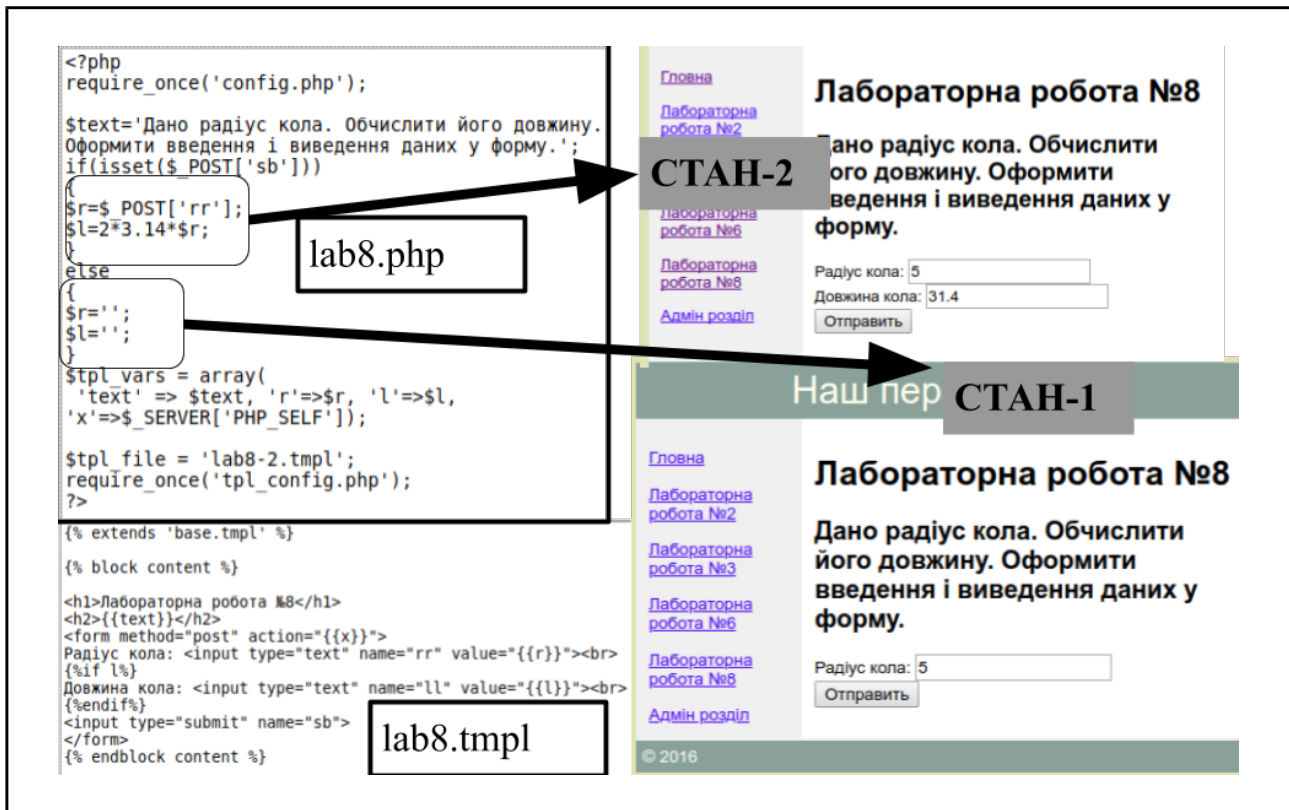 <?php
require_once('config.php');
$text='Дано радіус кола. Обчислити його довжину.
Оформити введення і виведення даних у форму.';
if(isset($_POST['sb']))
{
$r=$_POST['rr'];
$l=2*3.14*$r;
}
else
{
$r='';
$l='';
}
$tpl_vars = array(
'text' => $text, 'r'=>$r, 'l'=>$l,
'x'=>$_SERVER['PHP_SELF']);
$tpl_file = 'lab8-2.tmpl';
require_once('tpl_config.php');
?>
lab8.php
{% extends 'base.tmpl' %}
{% block content %}
<h1>Лабораторна робота №8</h1>
<h2>{{text}}</h2>
<form method="post" action="{{x}}">
Радіус кола: <input type="text" name="rr" value="{{r}}"><br>
{%if l%}
Довжина кола: <input type="text" name="ll" value="{{l}}"><br>
{%endif%}
<input type="submit" name="sb">
</form>
{% endblock content %}
lab8.tmpl
Гловна
Лабораторна
робота №2
СТАН-2
Лабораторна
робота №6
Лабораторна
робота №8
Адмін розділ
Лабораторна робота №8
Дано радіус кола. Обчислити
його довжину. Оформити
введення і виведення даних у
форму.
Радіус кола: 5
Довжина кола: 31.4
Отправить
Наш пер
СТАН-1
Гловна
Лабораторна
робота №2
Лабораторна
робота №3
Лабораторна
робота №6
Лабораторна
робота №8
Адмін розділ
Лабораторна робота №8
Дано радіус кола. Обчислити
його довжину. Оформити
введення і виведення даних у
форму.
Радіус кола: 5
Отправить
© 2016